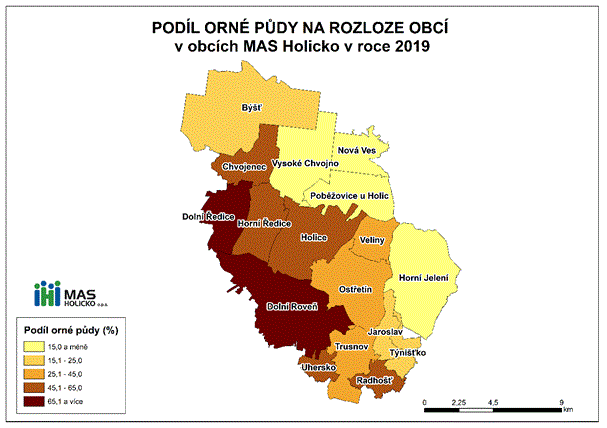 PODÍL ORNÉ PŮDY NA ROZLOZE OBCÍ
v obcích MAS Holicko v roce 2019
Býšť
Nová Ves
Vysoké Chvojno
Chvojenec
Poběžovice u Holic
Dolní Ředice
Horní Ředice
Holice
Veliny
Horní Jelení
Ostřetín
Dolní Roveň
Jaroslav
Trusnov
Týnišťko
Uhersko
Radhošť
MAS
HOLICKO o.p.s.
Podíl orné půdy (%)
15,0 a méně
15,1 - 25,0
25,1 - 45,0
45,1 - 65,0
65,1 a více
0 2,25 4,5 9
km